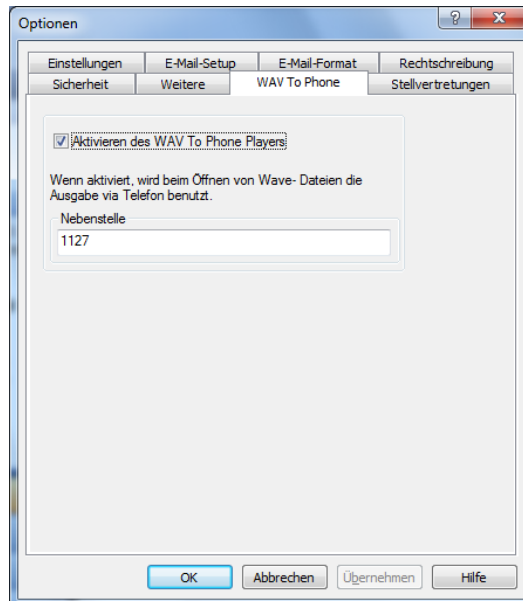 Optionen
Einstellungen E-Mail-Setup E-Mail-Format Rechtschreibung
Sicherheit Weitere WAV To Phone Stellvertretungen
Aktivieren des WAV To Phone Players
Wenn aktiviert, wird beim Öffnen von Wave- Dateien die
Ausgabe via Telefon benutzt.
Nebenstelle
1127
OK Abbrechen Übernehmen Hilfe